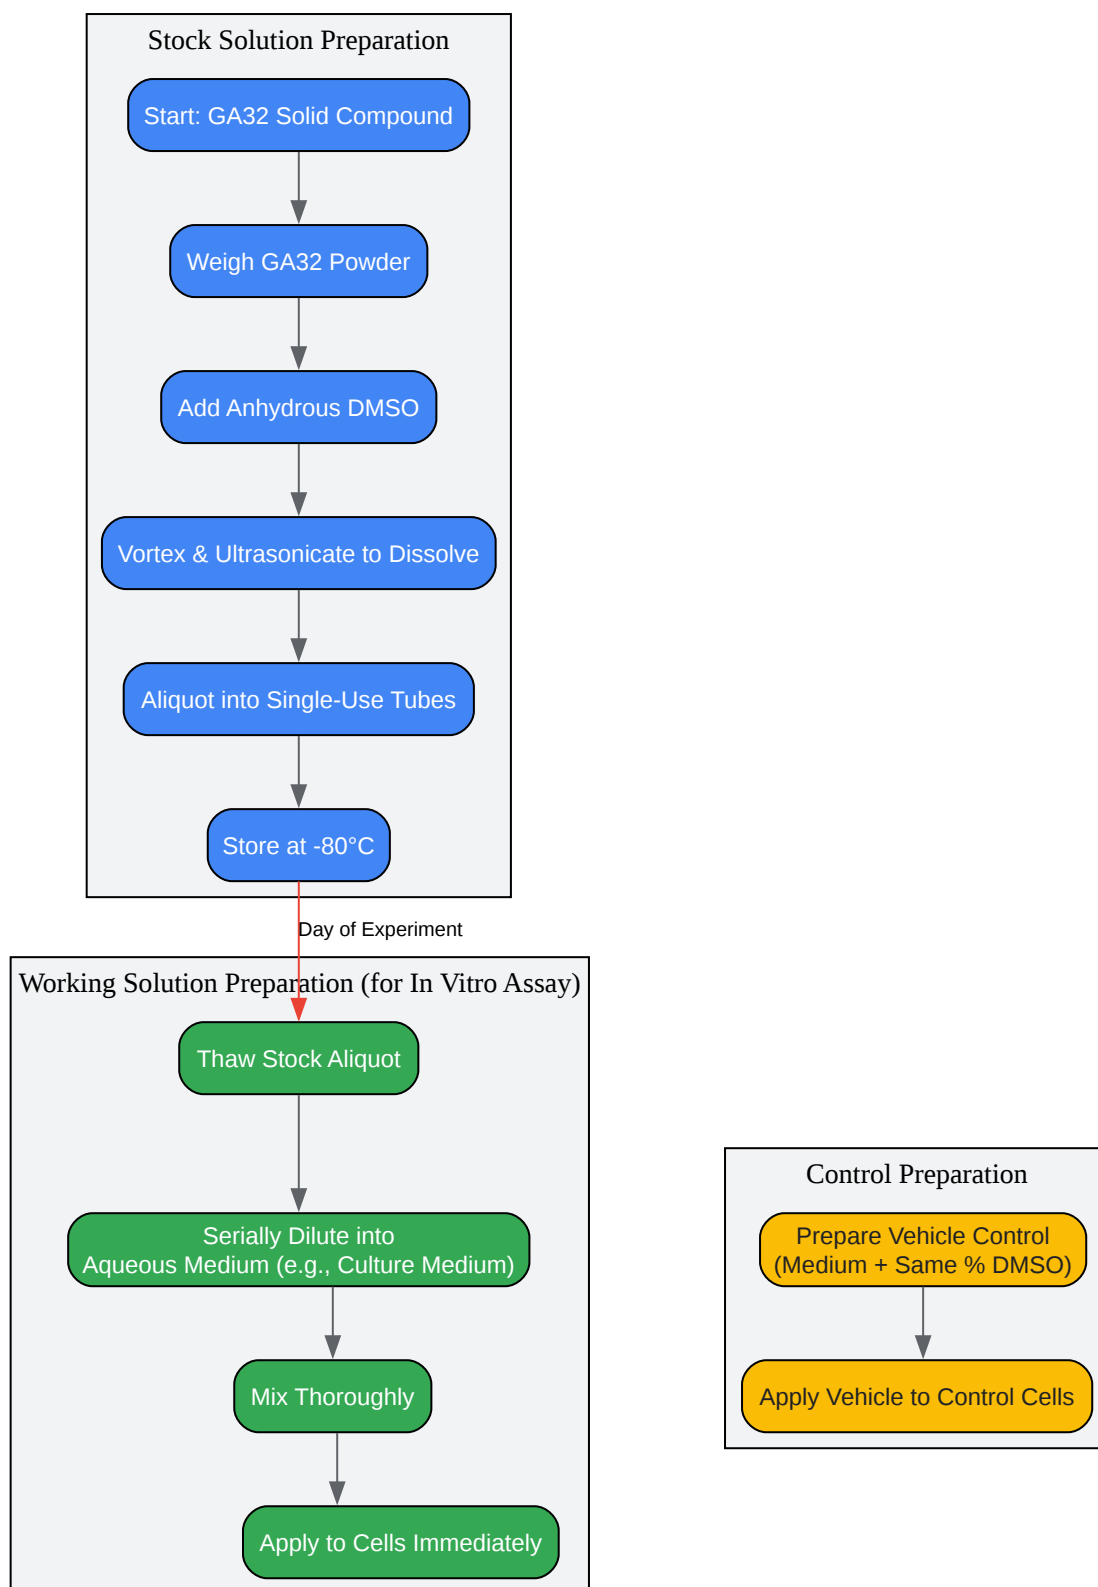 Stock Solution Preparation
Start: GA32 Solid Compound
Weigh GA32 Powder
Add Anhydrous DMSO
Vortex & Ultrasonicate to Dissolve
Aliquot into Single-Use Tubes
Store at -80°C
Day of Experiment
Working Solution Preparation (for In Vitro Assay)
Thaw Stock Aliquot
Serially Dilute into
Aqueous Medium (e.g., Culture Medium)
Mix Thoroughly
Apply to Cells Immediately
Control Preparation
Prepare Vehicle Control
(Medium + Same % DMSO)
Apply Vehicle to Control Cells